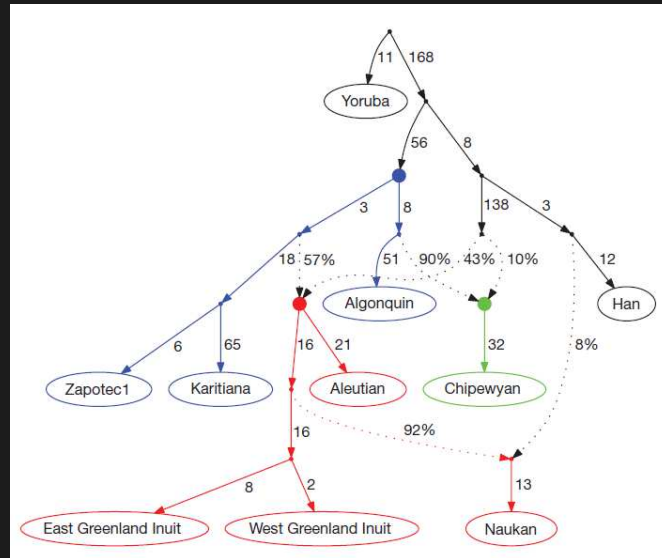 11 168
Yoruba
56 8
3 8 138 3
18 57% 51 90% 43% 10% 12
Algonquin Han
6 65 16 21 32 8%
Zapotec1 Karitiana Aleutian Chipewyan
16 92%
8 2 13
East Greenland Inuit West Greenland Inuit Naukan